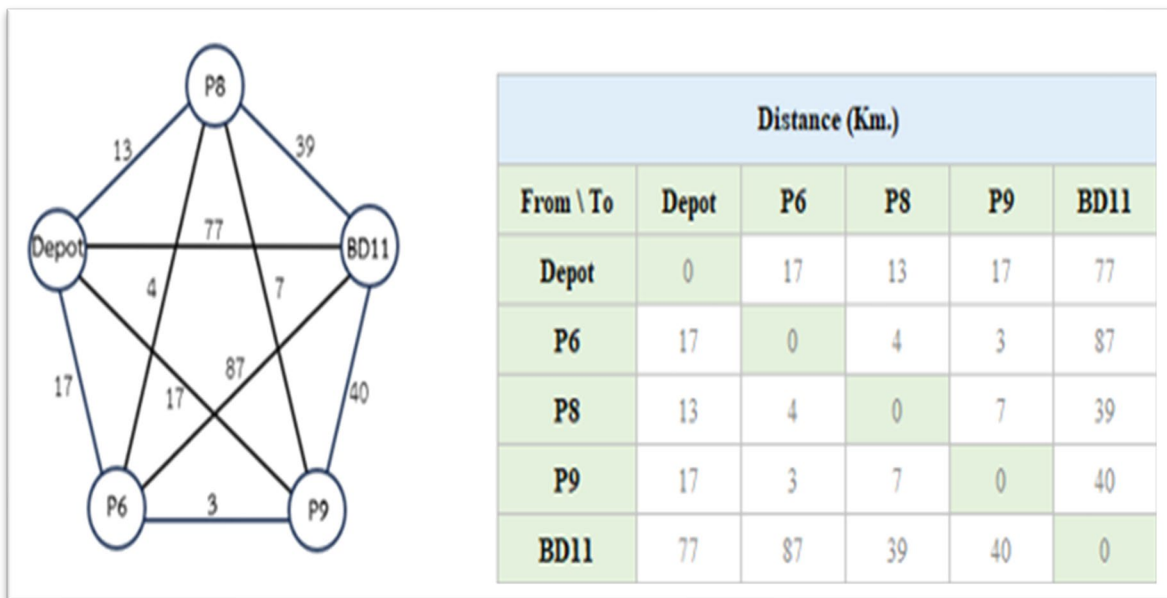 P8
13
39
Depot
77
BD11
4
7
87
17
17
40
P6
3
P9
Distance (Km.)
From \ To Depot P6 P8 P9 BD11
Depot 0 17 13 17 77
P6 17 0 4 3 87
P8 13 4 0 7 39
P9 17 3 7 0 40
BD11 77 87 39 40 0